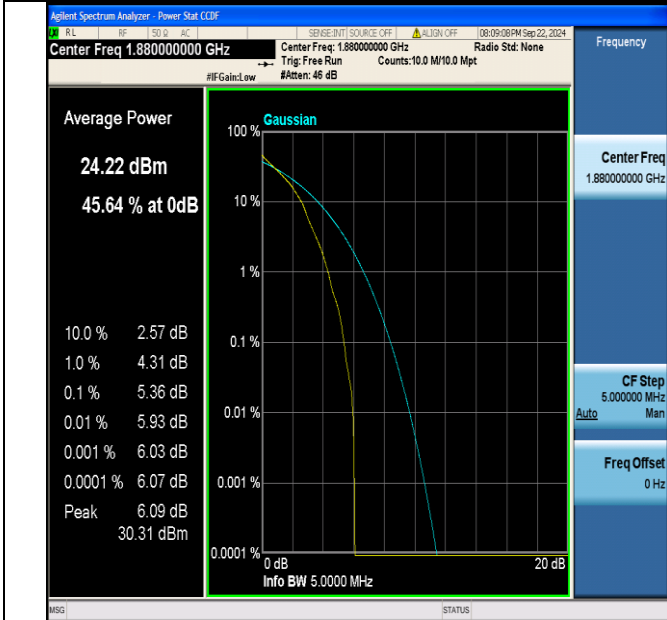 Agilent Spectrum Analyzer - Power Stat CCDF
RL RF 50 Ω AC SENSE:INT SOURCE OFF ALIGN OFF 08:09:08 PM Sep 22, 2024
Center Freq 1.880000000 GHz
Center Freq: 1.880000000 GHz Radio Std: None
Trig: Free Run Counts:10.0 M/10.0 Mpt
#IFGain:Low #Atten: 46 dB
Frequency
Average Power
24.22 dBm
45.64 % at 0dB
10.0 % 2.57 dB
1.0 % 4.31 dB
0.1 % 5.36 dB
0.01 % 5.93 dB
0.001 % 6.03 dB
0.0001 % 6.07 dB
Peak 6.09 dB
30.31 dBm
Gaussian
100 %
10 %
1 %
0.1 %
0.01 %
0.001 %
0.0001 %
0 dB 20 dB
Info BW 5.0000 MHz
Center Freq
1.880000000 GHz
CF Step
5.000000 MHz
Auto Man
Freq Offset
0 Hz
MSG STATUS